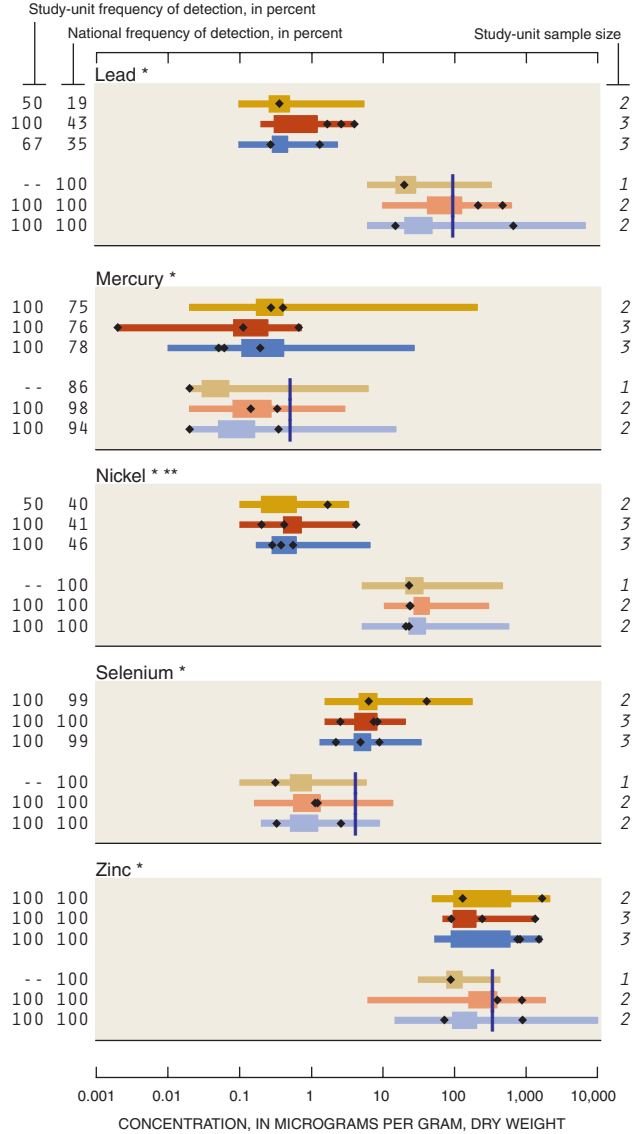 Study-unit frequency of detection, in percent
National frequency of detection, in percent
Study-unit sample size
Lead *
50 19 2
100 43 3
67 35 3
-- 100 1
100 100 2
100 100 2
Mercury *
100 75 2
100 76 3
100 78 3
-- 86 1
100 98 2
100 94 2
Nickel * **
50 40 2
100 41 3
100 46 3
-- 100 1
100 100 2
100 100 2
Selenium *
100 99 2
100 100 3
100 99 3
-- 100 1
100 100 2
100 100 2
Zinc *
100 100 2
100 100 3
100 100 3
-- 100 1
100 100 2
100 100 2
0.001 0.01 0.1 1 10 100 1,000 10,000
CONCENTRATION, IN MICROGRAMS PER GRAM, DRY WEIGHT